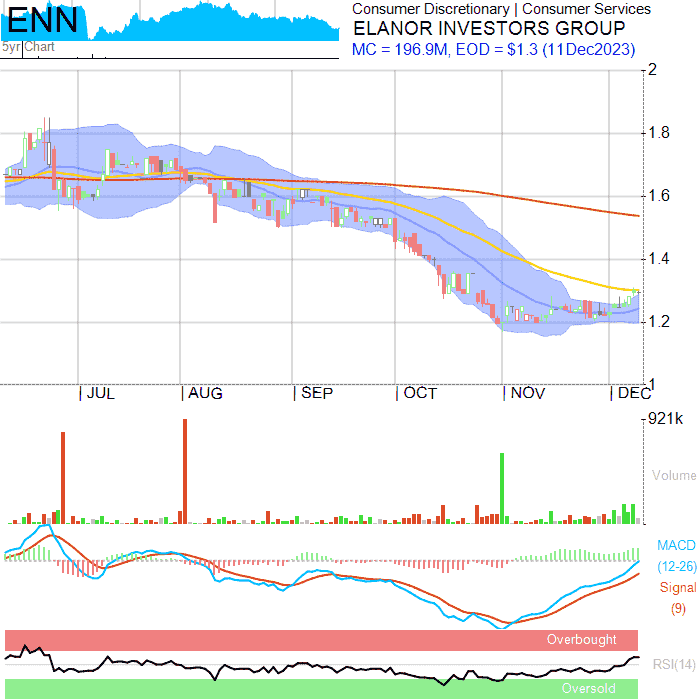 ENN
5yr Chart
Consumer Discretionary | Consumer Services
ELANOR INVESTORS GROUP
MC = 196.9M, EOD = $1.3 (11Dec2023)
2
1.8
1.6
1.4
1.2
1
| JUL | AUG | SEP | OCT | NOV | DEC
921k
Volume
MACD
(12-26)
Signal
(9)
Overbought
RSI(14)
Oversold